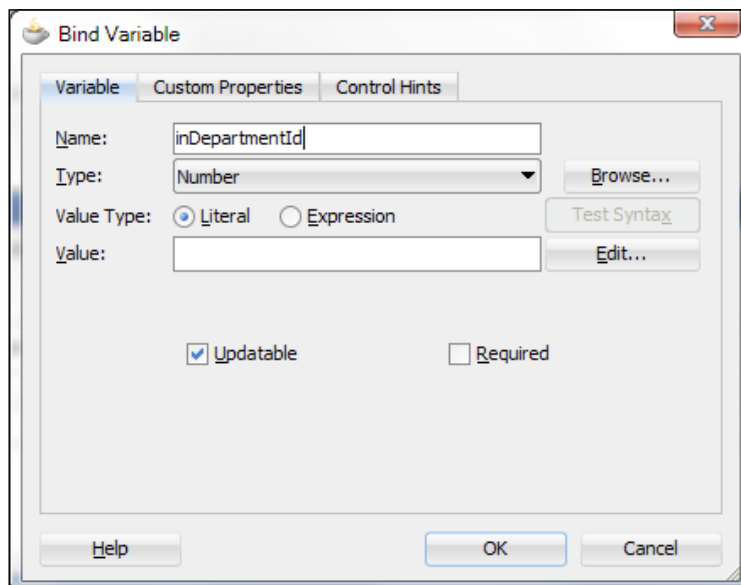 Bind Variable
Variable Custom Properties Control Hints
Name: inDepartmentId
Type: Number Browse...
Value Type: Literal Expression Test Syntax
Value: Edit...
Updatable Required
Help OK Cancel